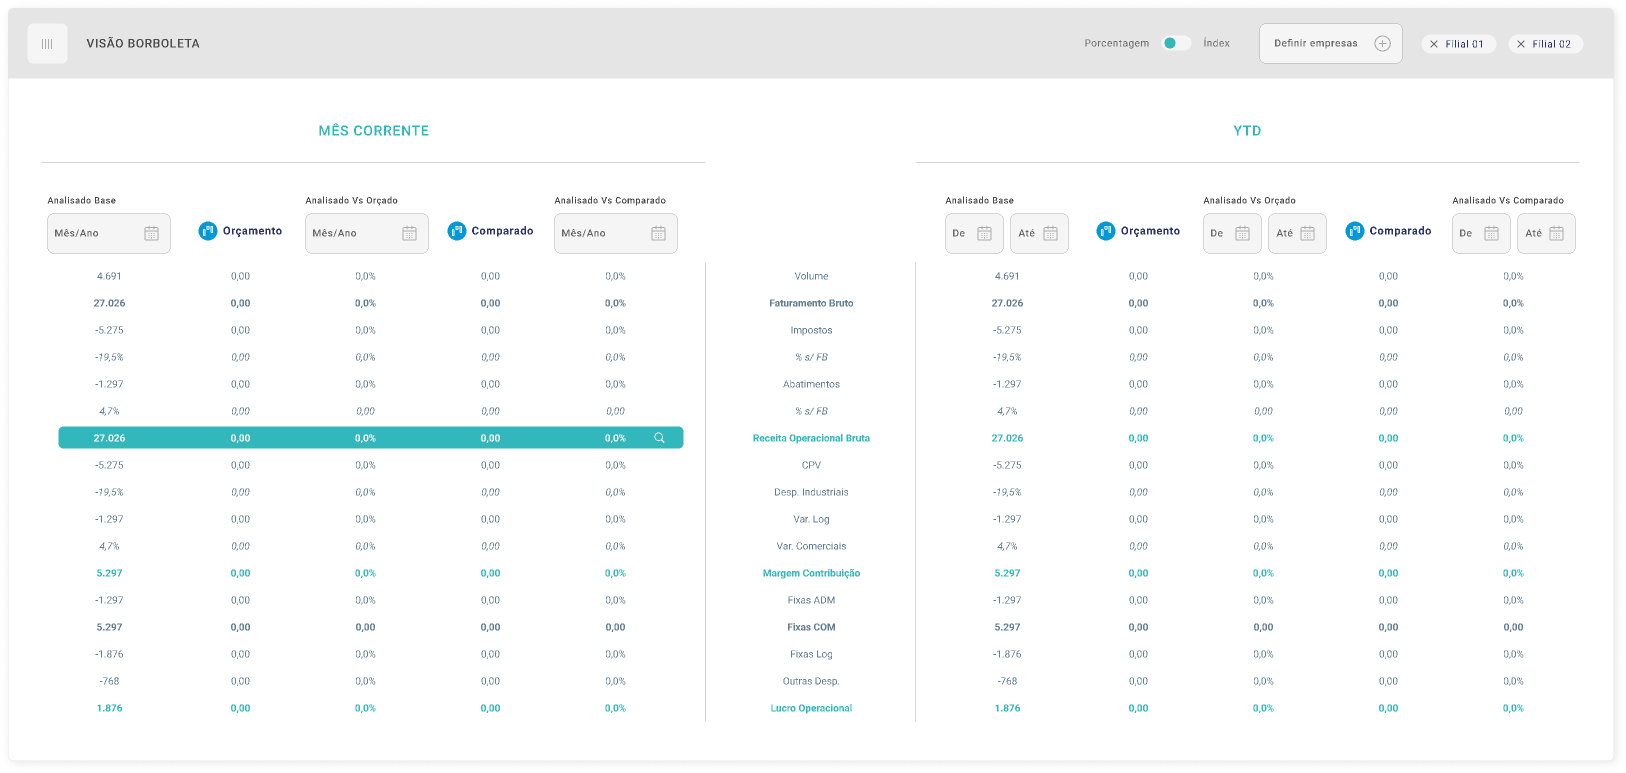 VISÃO BORBOLETA Porcentagem Índex Definir empresas Filial 01 Filial 02
MÊS CORRENTE YTD
Analisado Base Analisado Vs Orçado Analisado Vs Comparado Analisado Base Analisado Vs Orçado Analisado Vs Comparado
Mês/Ano Orçamento Mês/Ano Comparado Mês/Ano De Até Orçamento De Até Comparado De Até
4.691 0,00 0,0% 0,00 0,0% Volume 4.691 0,00 0,0% 0,00 0,0%
27.026 0,00 0,0% 0,00 0,0% Faturamento Bruto 27.026 0,00 0,0% 0,00 0,0%
-5.275 0,00 0,0% 0,00 0,0% Impostos -5.275 0,00 0,0% 0,00 0,0%
-19,5% 0,00 0,0% 0,00 0,0% % s/ FB -19,5% 0,00 0,0% 0,00 0,0%
-1.297 0,00 0,0% 0,00 0,0% Abatimentos -1.297 0,00 0,0% 0,00 0,0%
4,7% 0,00 0,00 0,00 0,00 % s/ FB 4,7% 0,00 0,00 0,00 0,00
27.026 0,00 0,0% 0,00 0,0% Receita Operacional Bruta 27.026 0,00 0,0% 0,00 0,0%
-5.275 0,00 0,0% 0,00 0,0% CPV -5.275 0,00 0,0% 0,00 0,0%
-19,5% 0,00 0,0% 0,00 0,0% Desp. Industriais -19,5% 0,00 0,0% 0,00 0,0%
-1.297 0,00 0,0% 0,00 0,0% Var. Log -1.297 0,00 0,0% 0,00 0,0%
4,7% 0,00 0,0% 0,00 0,0% Var. Comerciais 4,7% 0,00 0,0% 0,00 0,0%
5.297 0,00 0,0% 0,00 0,0% Margem Contribuição 5.297 0,00 0,0% 0,00 0,0%
-1.297 0,00 0,0% 0,00 0,0% Fixas ADM -1.297 0,00 0,0% 0,00 0,0%
5.297 0,00 0,00 0,00 0,00 Fixas COM 5.297 0,00 0,00 0,00 0,00
-1.876 0,00 0,0% 0,00 0,0% Fixas Log -1.876 0,00 0,0% 0,00 0,0%
-768 0,00 0,0% 0,00 0,0% Outras Desp. -768 0,00 0,0% 0,00 0,0%
1.876 0,00 0,0% 0,00 0,0% Lucro Operacional 1.876 0,00 0,0% 0,00 0,0%